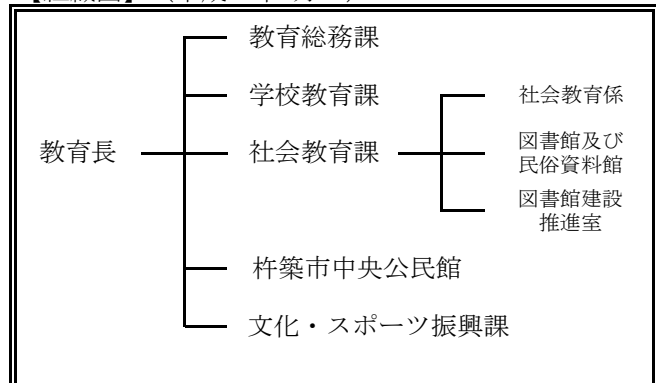 教育総務課
学校教育課
教育長
社会教育課
社会教育係
図書館及び
民俗資料館
図書館建設
推進室
杵築市中央公民館
文化・スポーツ振興課